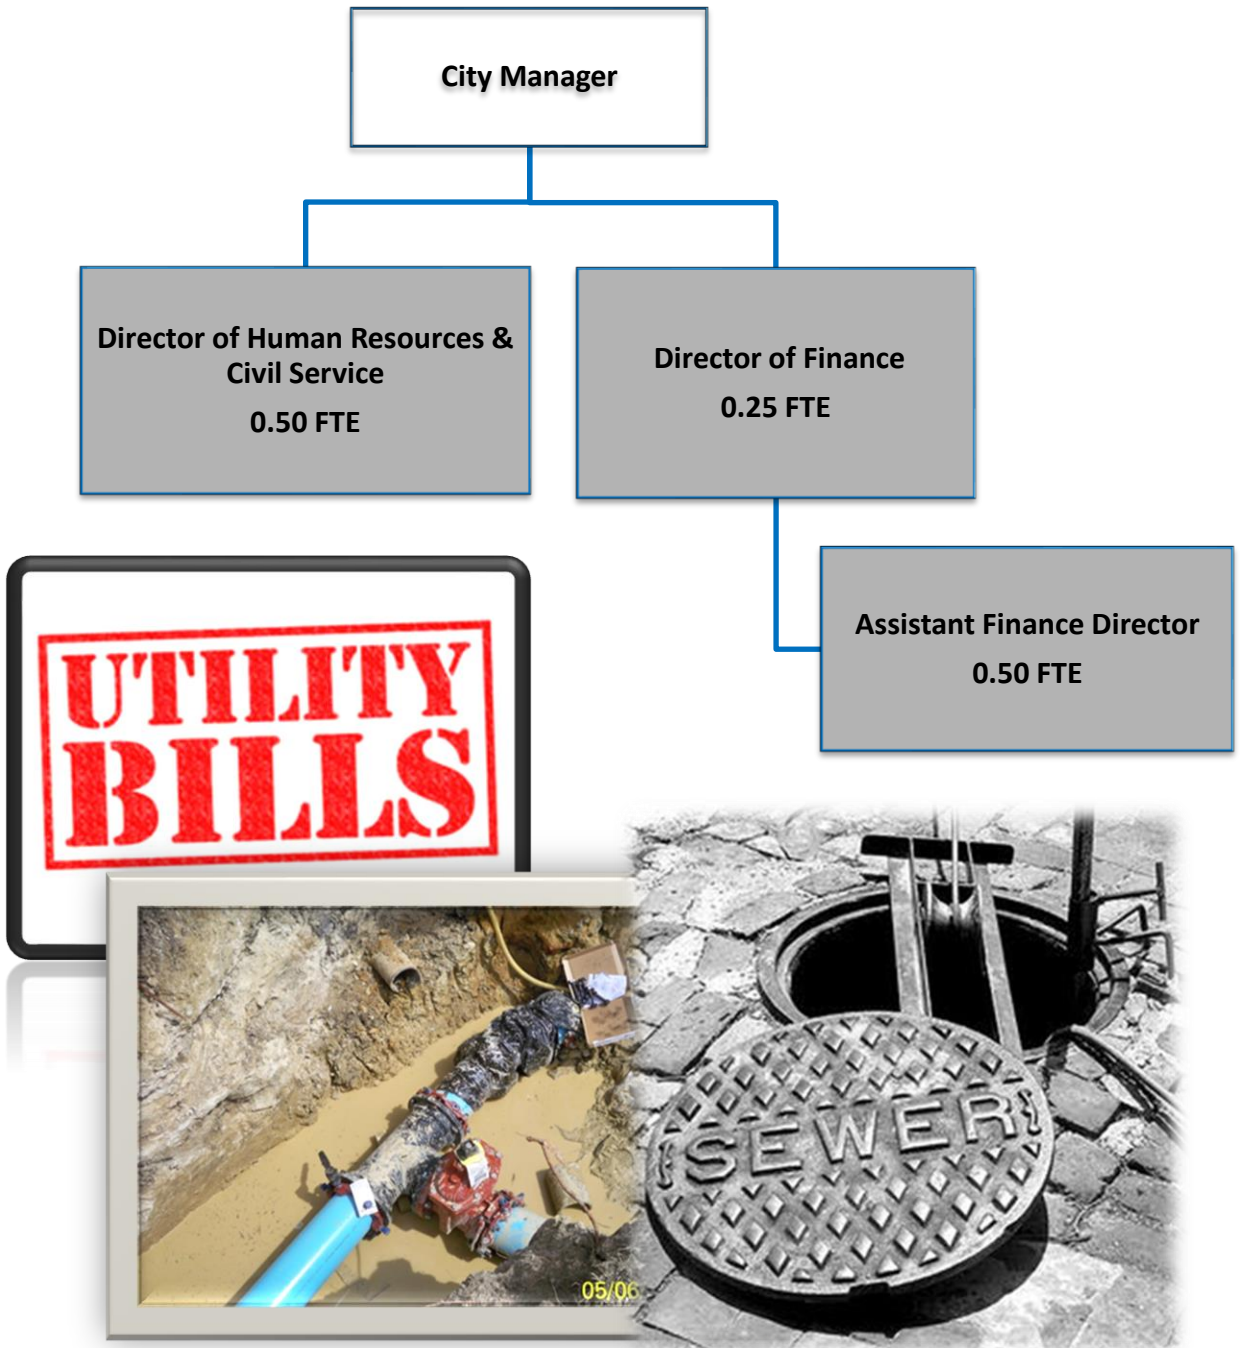 City Manager
Director of Human Resources &
Civil Service
0.50 FTE
Director of Finance
0.25 FTE
Assistant Finance Director
0.50 FTE
UTILITY
BILLS
05/06
SEWER